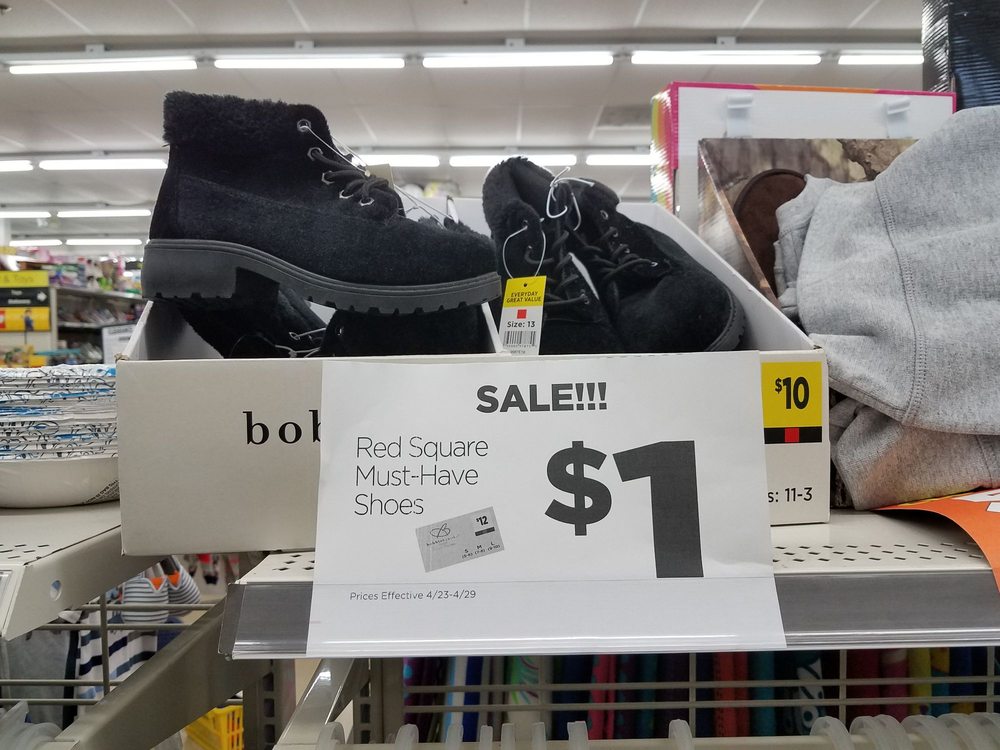 EVERYDAY
GREAT VALUE
Size: 13
$10
bob
s: 11-3
SALE!!!
Red Square
Must-Have
Shoes
$1
$12
S M L
Prices Effective 4/23-4/29